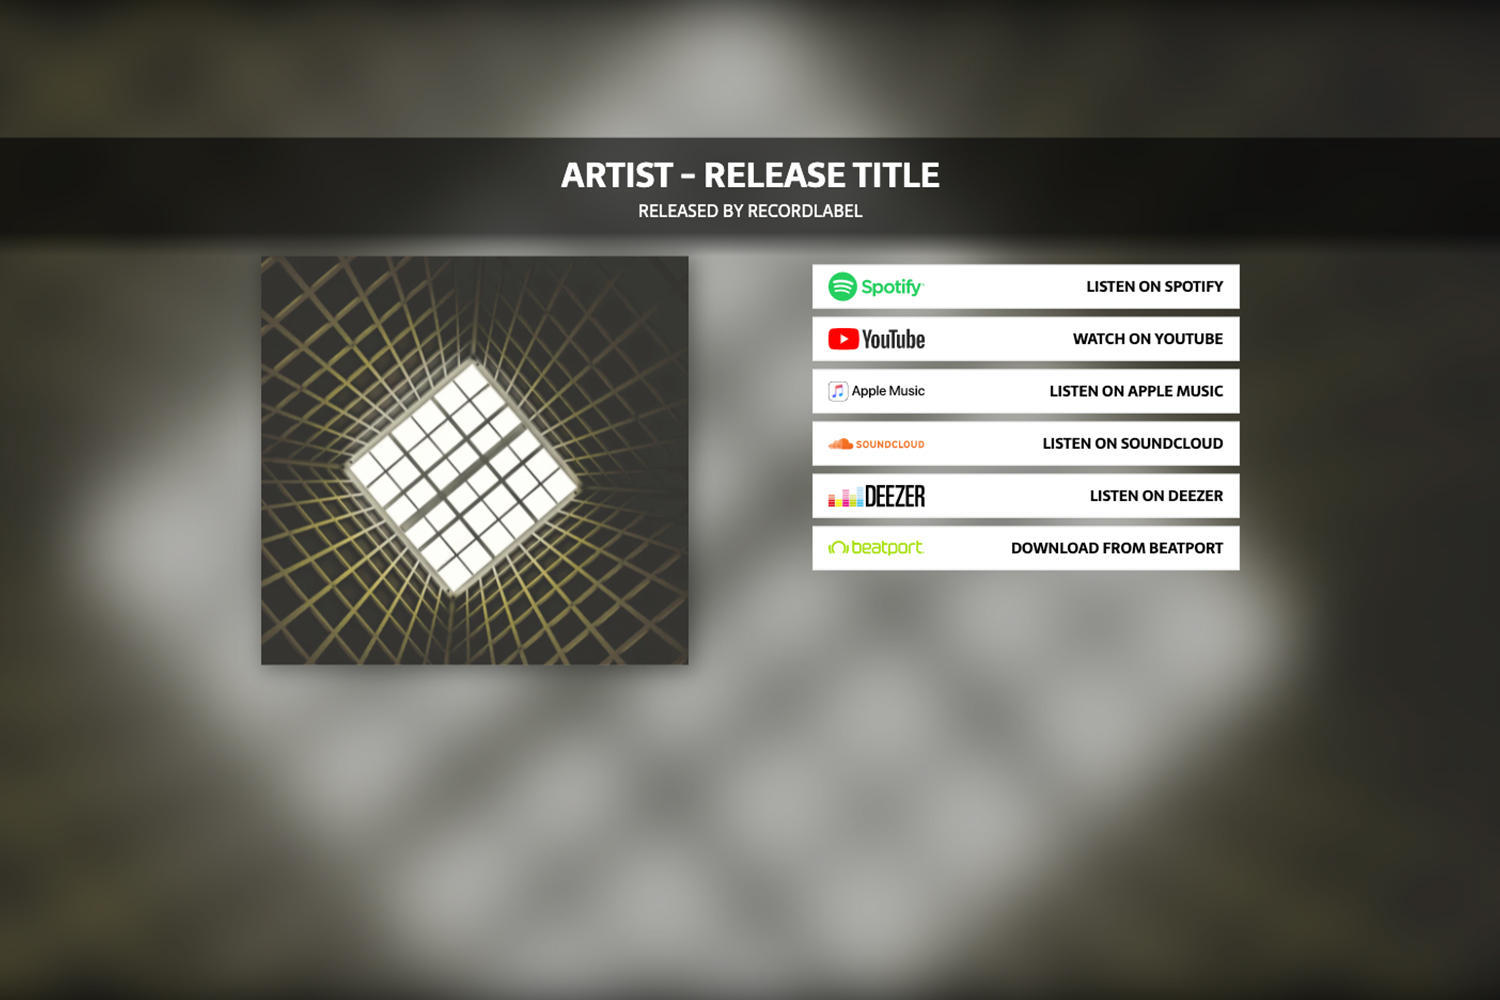 ARTIST – RELEASE TITLE
RELEASED BY RECORDLABEL
Spotify LISTEN ON SPOTIFY
YouTube WATCH ON YOUTUBE
Apple Music LISTEN ON APPLE MUSIC
SOUNDCLOUD LISTEN ON SOUNDCLOUD
DEEZER LISTEN ON DEEZER
beatport DOWNLOAD FROM BEATPORT